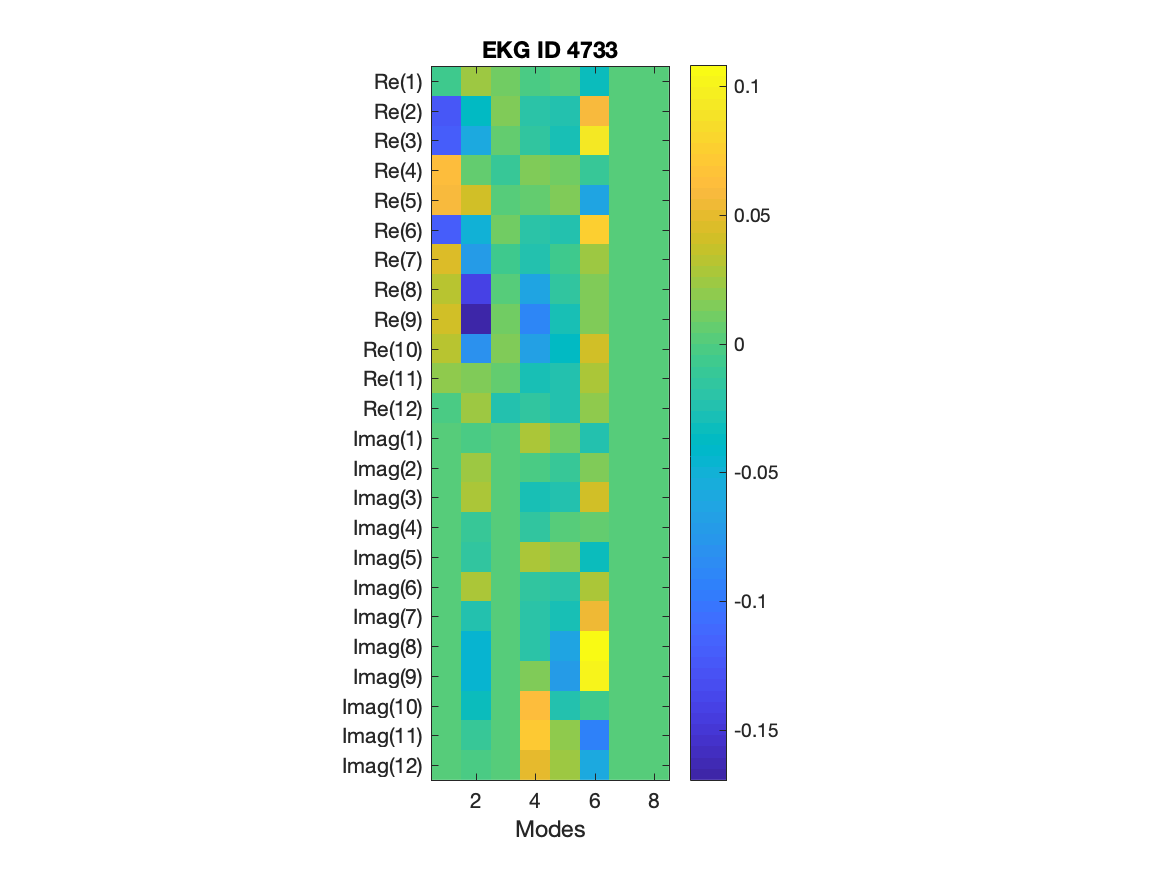 EKG ID 4733
Re(1)
Re(2)
Re(3)
Re(4)
Re(5)
Re(6)
Re(7)
Re(8)
Re(9)
Re(10)
Re(11)
Re(12)
Imag(1)
Imag(2)
Imag(3)
Imag(4)
Imag(5)
Imag(6)
Imag(7)
Imag(8)
Imag(9)
Imag(10)
Imag(11)
Imag(12)
2 4 6 8
Modes
0.1
0.05
0
-0.05
-0.1
-0.15